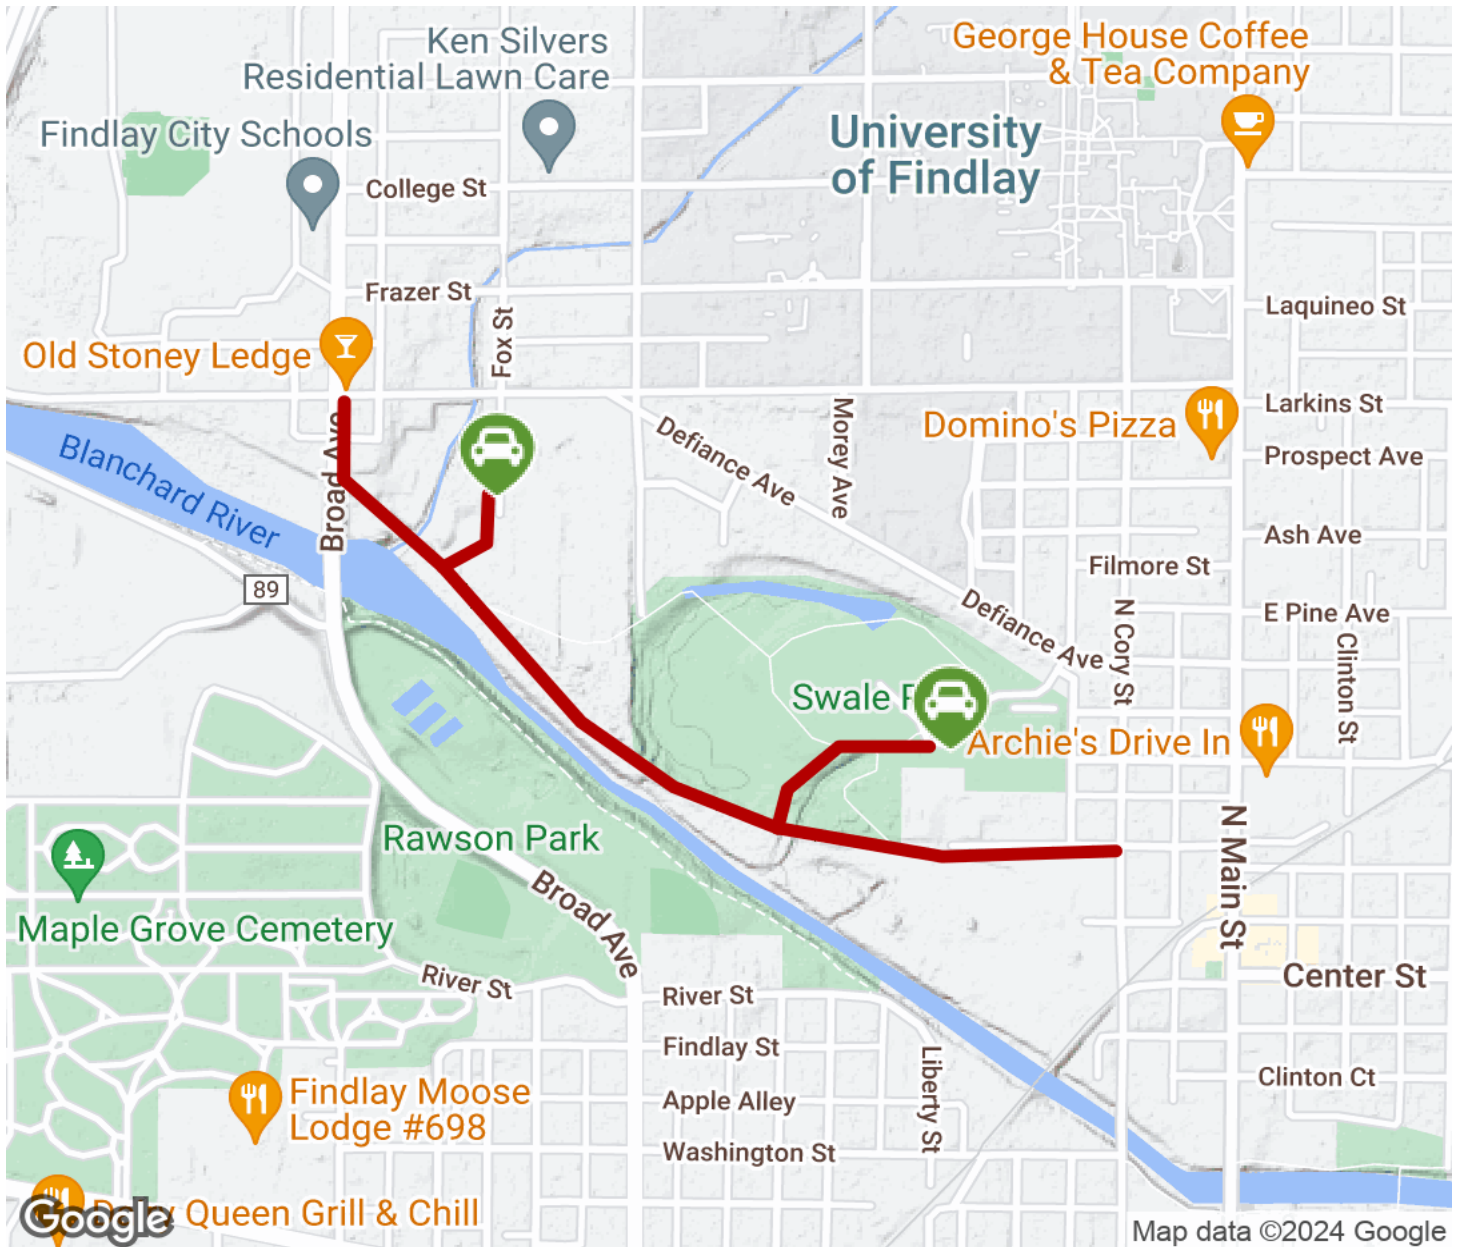 Ken Silvers
Residential Lawn Care
George House Coffee
& Tea Company
Findlay City Schools
University
of Findlay
College St
Frazer St
Laquineo St
Old Stoney Ledge
Fox St
Larkins St
Domino's Pizza
Morey Ave
Defiance Ave
Prospect Ave
Broad Ave
Blanchard River
Ash Ave
Filmore St
89
Defiance Ave
N Cory St
E Pine Ave
Clinton St
Swale
Archie's Drive In
Rawson Park
N Main St
Broad Ave
Maple Grove Cemetery
River St
Center St
River St
Findlay St
Liberty St
Clinton Ct
Findlay Moose
Lodge #698
Apple Alley
Washington St
Queen Grill & Chill
Google
Map data ©2024 Google